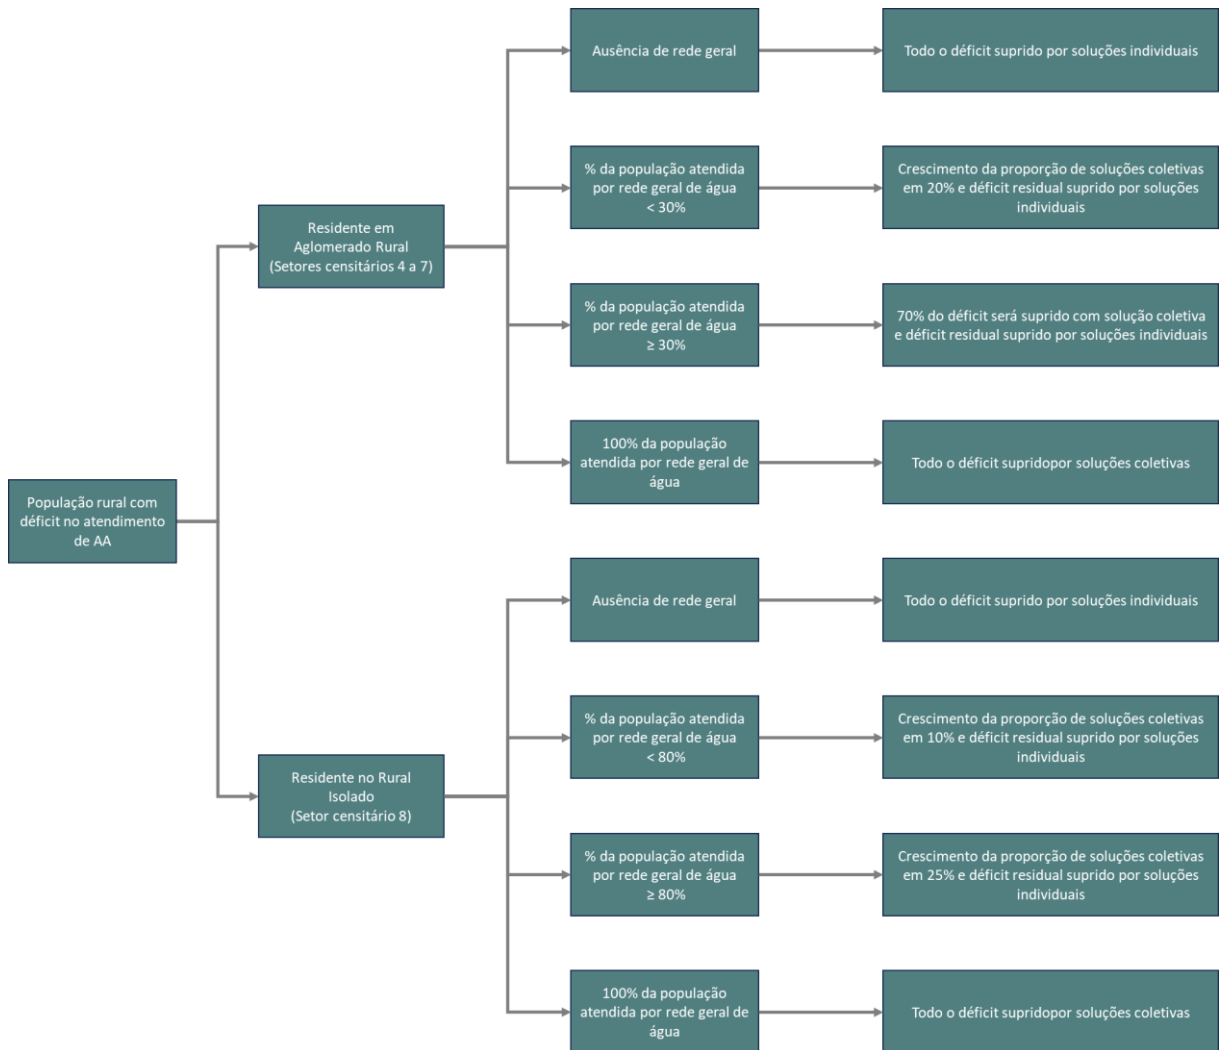 População rural com
déficit no atendimento
de AA
Residente em
Aglomerado Rural
(Setores censitários 4 a 7)
Ausência de rede geral
Todo o déficit suprido por soluções individuais
% da população atendida
por rede geral de água
< 30%
Crescimento da proporção de soluções coletivas
em 20% e déficit residual suprido por soluções
individuais
% da população atendida
por rede geral de água
≥ 30%
70% do déficit será suprido com solução coletiva
e déficit residual suprido por soluções individuais
100% da população
atendida por rede geral de
água
Todo o déficit supridopor soluções coletivas
Residente no Rural
Isolado
(Setor censitário 8)
Ausência de rede geral
Todo o déficit suprido por soluções individuais
% da população atendida
por rede geral de água
< 80%
Crescimento da proporção de soluções coletivas
em 10% e déficit residual suprido por soluções
individuais
% da população atendida
por rede geral de água
≥ 80%
Crescimento da proporção de soluções coletivas
em 25% e déficit residual suprido por soluções
individuais
100% da população
atendida por rede geral de
água
Todo o déficit supridopor soluções coletivas